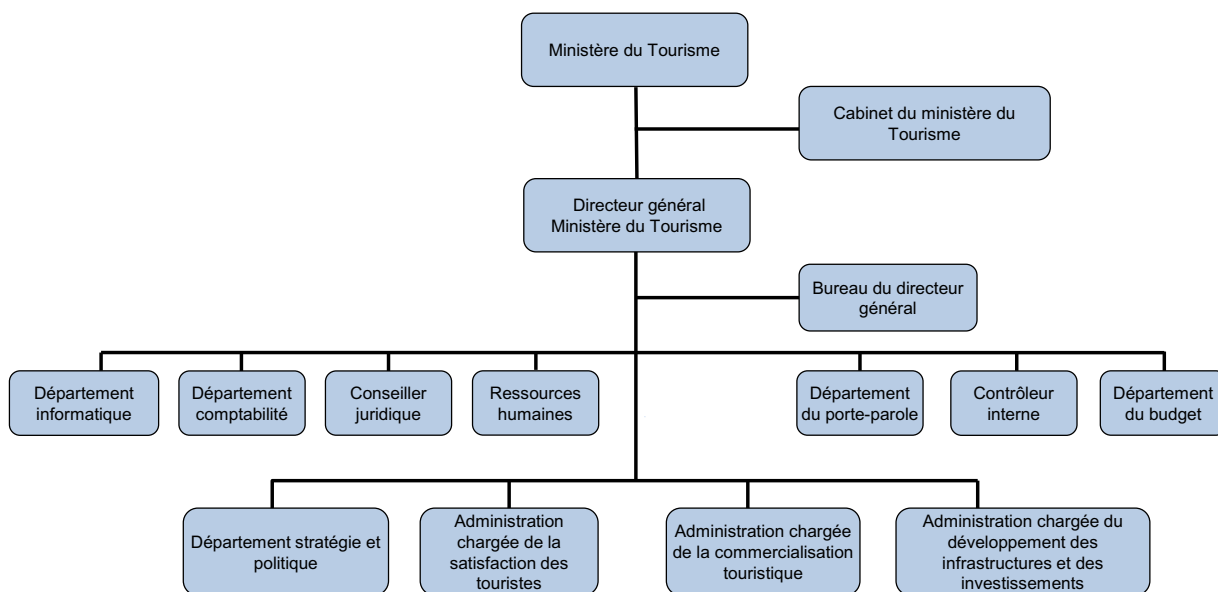 Ministère du Tourisme
Cabinet du ministère du
Tourisme
Directeur général
Ministère du Tourisme
Bureau du directeur
général
Département
informatique
Département
comptabilité
Conseiller
juridique
Ressources
humaines
Département
du porte-parole
Contrôleur
interne
Département
du budget
Département stratégie et
politique
Administration
chargée de la
satisfaction des
touristes
Administration chargée
de la commercialisation
touristique
Administration chargée du
développement des
infrastructures et des
investissements